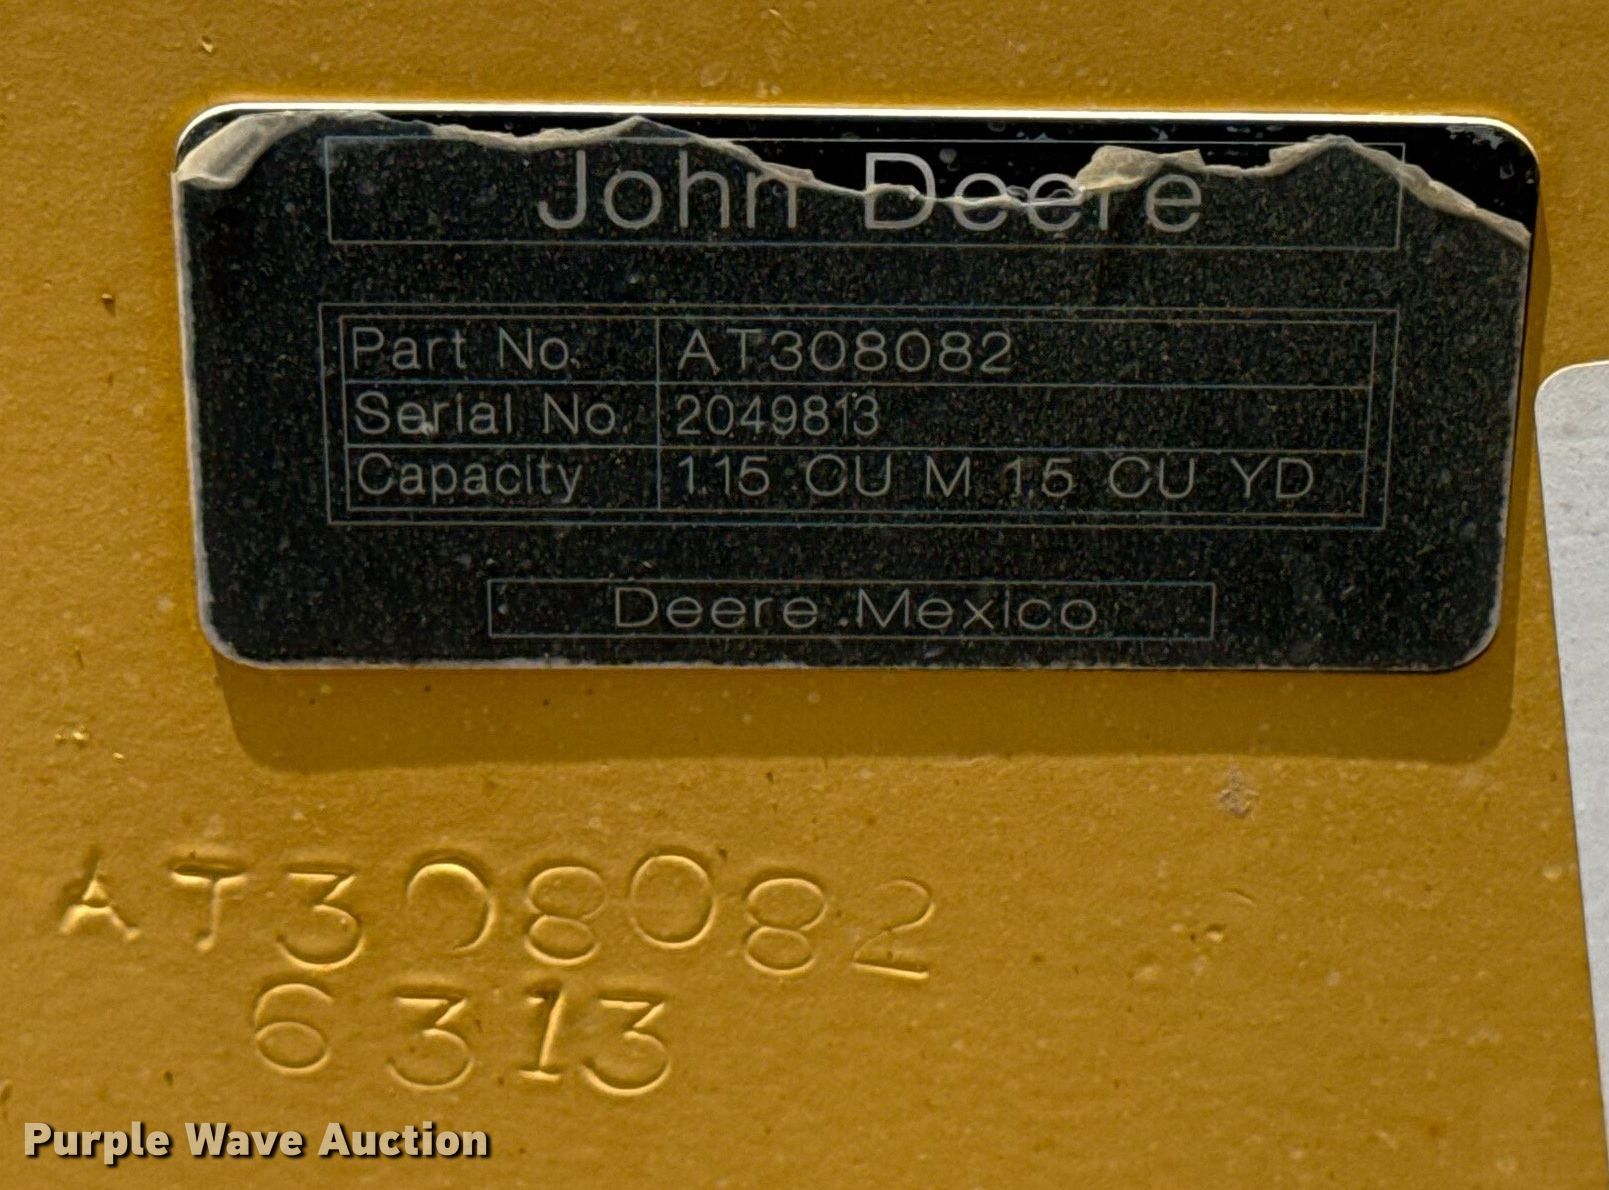 John Deere
Part No. AT308082
Serial No. 2049813
Capacity 1.15 CU M 1.5 CU YD
Deere Mexico
AT308082
6313
Purple Wave Auction